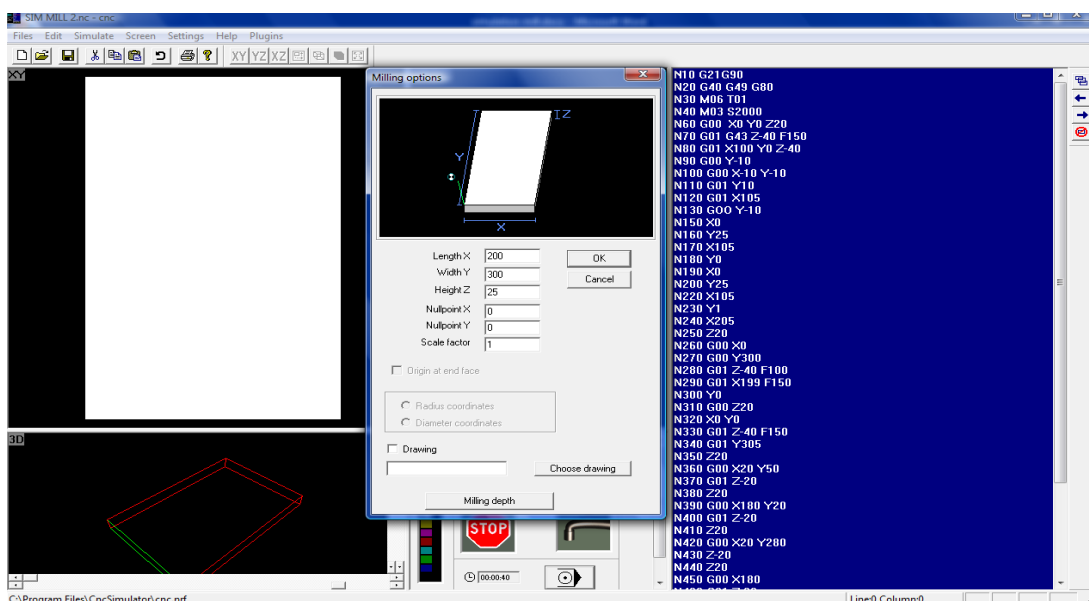 SIM MILL 2.nc - cnc
Files Edit Simulate Screen Settings Help Plugins
XY YZ XZ
XY
Milling options
Z
Y
X
Length X 200
Width Y 300
Height Z 25
Nullpoint X 0
Nullpoint Y 0
Scale factor 1
OK
Cancel
Origin at end face
Radius coordinates
Diameter coordinates
Drawing
Choose drawing
Milling depth
3D
STOP
00:00:40
N10 G21G90
N20 G40 G49 G80
N30 M06 T01
N40 M03 S2000
N60 G00 X0 Y0 Z20
N70 G01 G43 Z-40 F150
N80 G01 X100 Y0 Z-40
N90 G00 Y-10
N100 G00 X-10 Y-10
N110 G01 Y10
N120 G01 X105
N130 GOO Y-10
N150 X0
N160 Y25
N170 X105
N180 Y0
N190 X0
N200 Y25
N220 X105
N230 Y1
N240 X205
N250 Z20
N260 G00 X0
N270 G00 Y300
N280 G01 Z-40 F100
N290 G01 X199 F150
N300 Y0
N310 G00 Z20
N320 X0 Y0
N330 G01 Z-40 F150
N340 G01 Y305
N350 Z20
N360 G00 X20 Y50
N370 G01 Z-20
N380 Z20
N390 G00 X180 Y20
N400 G01 Z-20
N410 Z20
N420 G00 X20 Y280
N430 Z-20
N440 Z20
N450 G00 X180
C:\Program Files\CncSimulator\cnc.prf
Line:0 Column:0